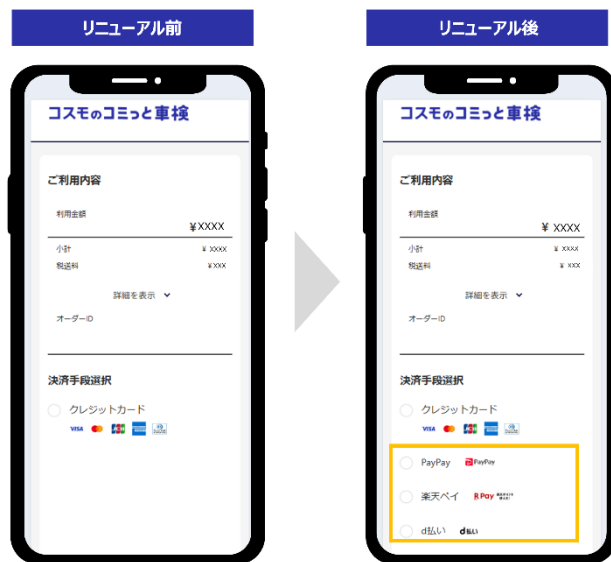 リニューアル前
コスモのコミっと車検
ご利用内容
利用金額
¥XXXX
小計 ¥ XXXX
税送料 ¥XXX
詳細を表示
オーダーID
決済手段選択
クレジットカード
VISA JCB
リニューアル後
コスモのコミっと車検
ご利用内容
利用金額
¥ XXXX
小計 ¥ XXXX
税送料 ¥ XXX
詳細を表示
オーダーID
決済手段選択
クレジットカード
VISA JCB
PayPay PayPay
楽天ペイ R Pay
d払い d払い